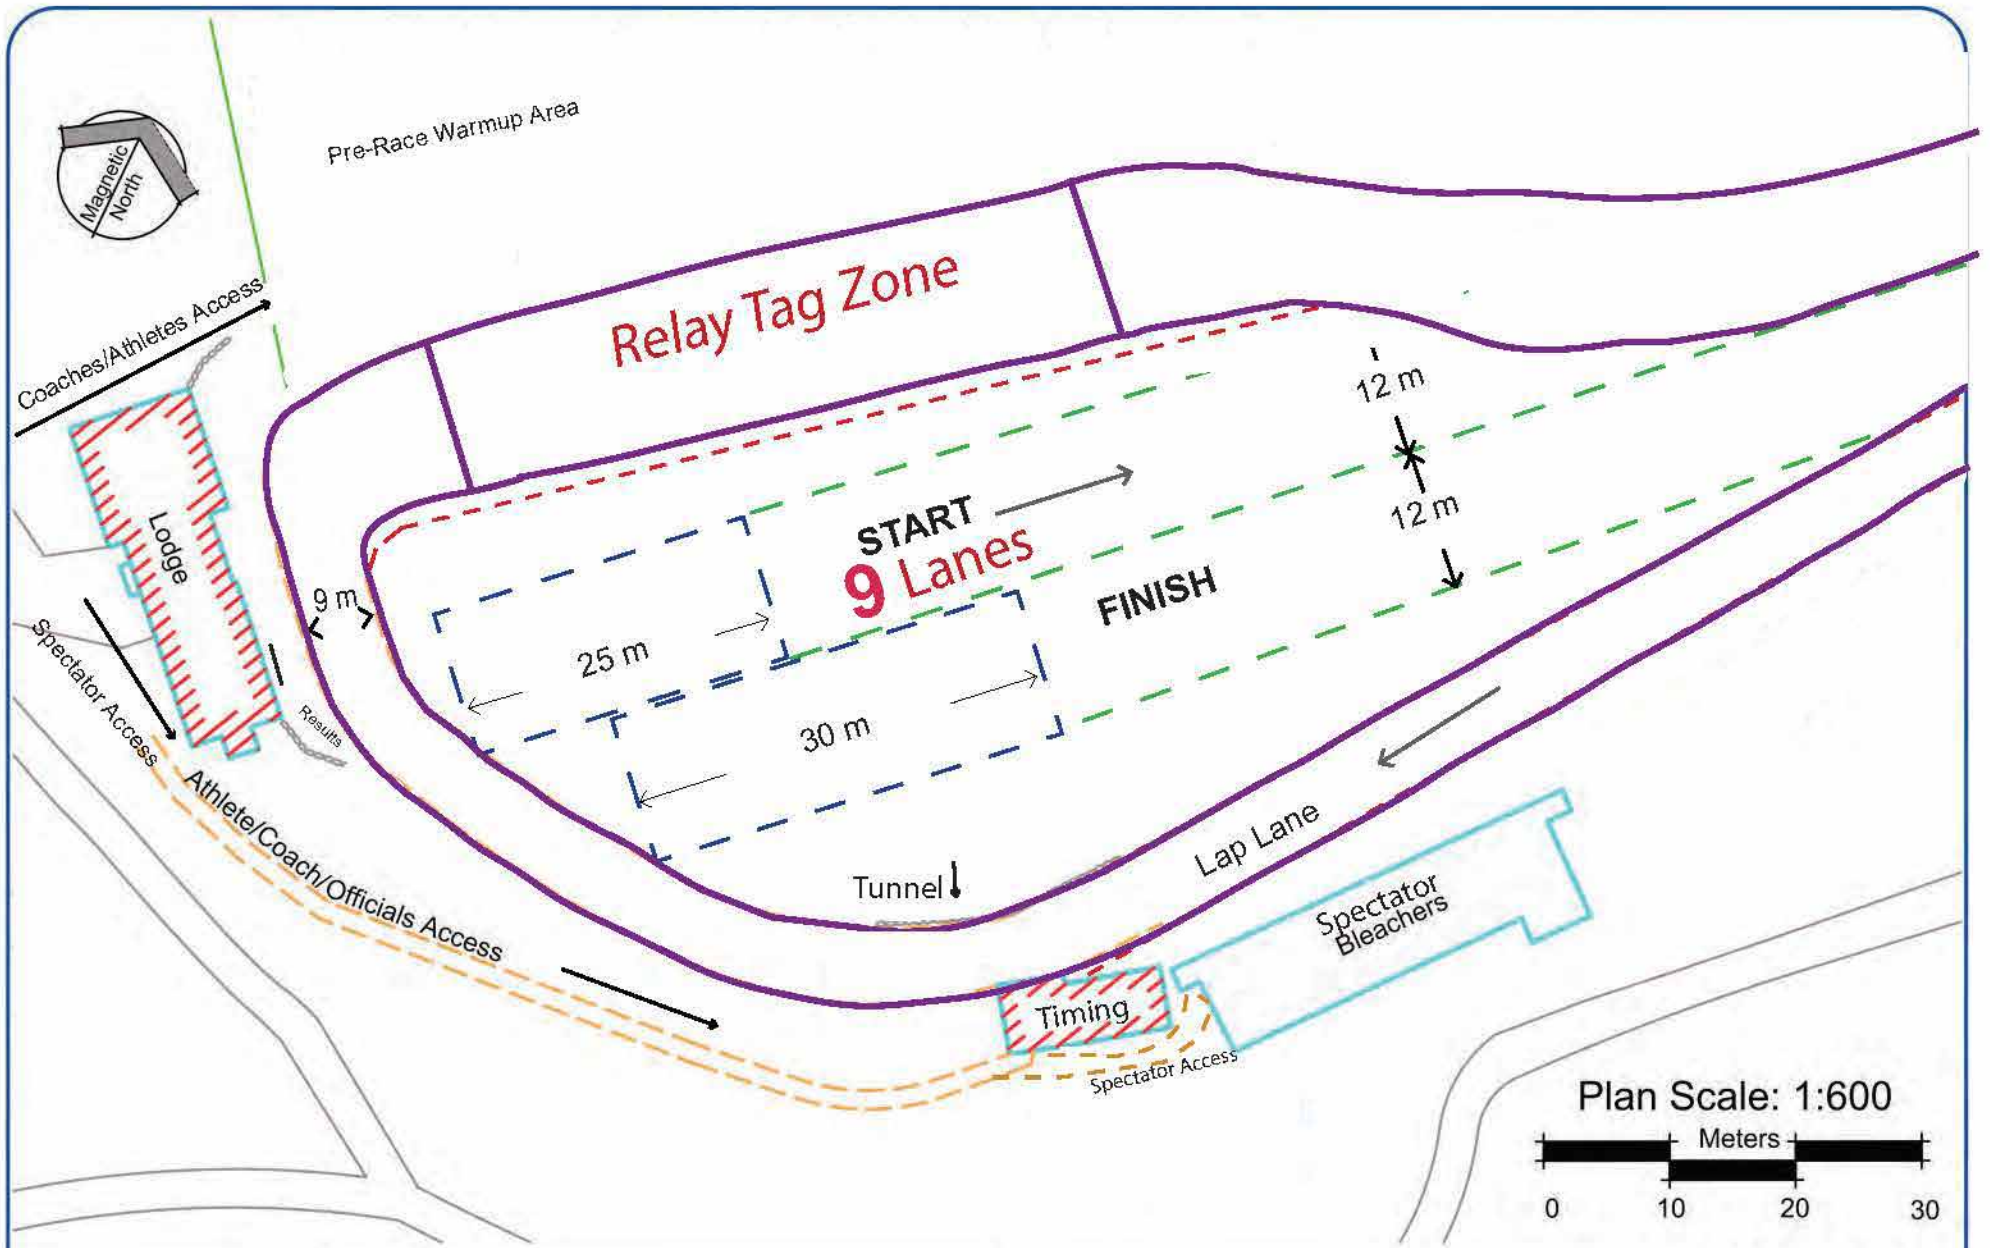 Pre-Race Warmup Area
Magnetic
North
Coaches/Athletes Access
Relay Tag Zone
12 m
12 m
START
9 Lanes
FINISH
Lodge
9 m
25 m
30 m
Spectator Access
Results
Athlete/Coach/Officials Access
Tunnel
Lap Lane
Spectator
Bleachers
Timing
Spectator Access
Plan Scale: 1:600
Meters
0 10 20 30